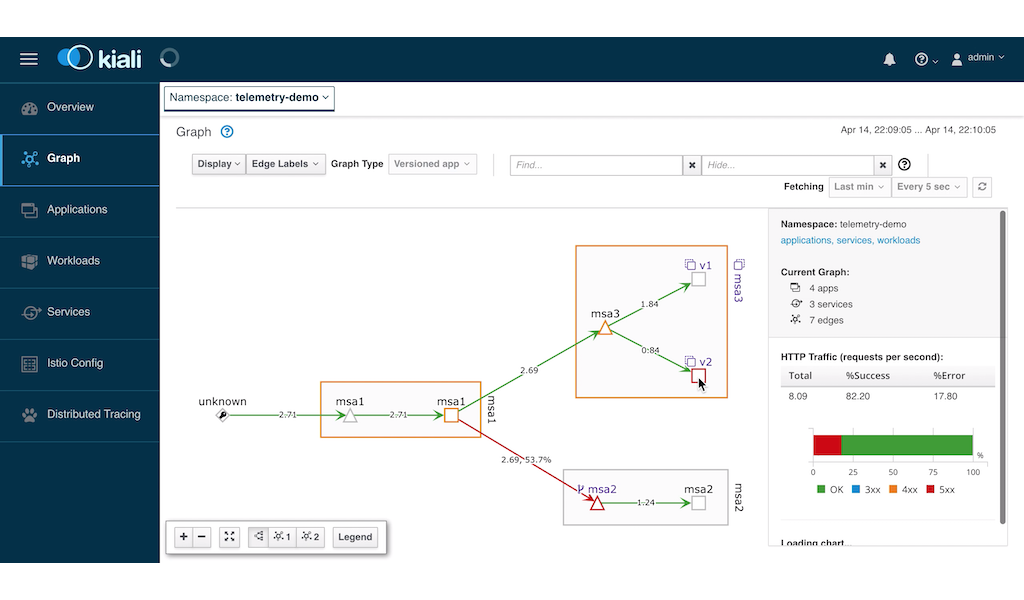 kiali
admin
Overview
Graph
Applications
Workloads
Services
Istio Config
Distributed Tracing
Namespace: telemetry-demo
Graph
Apr 14, 22:09:05 ... Apr 14, 22:10:05
Display
Edge Labels
Graph Type
Versioned app
Find...
Hide...
Fetching
Last min
Every 5 sec
Namespace: telemetry-demo
applications, services, workloads
Current Graph:
4 apps
3 services
7 edges
HTTP Traffic (requests per second):
Total %Success %Error
8.09 82.20 17.80
%
0 25 50 75 100
OK 3xx 4xx 5xx
Loading chart...
v1
msa3
1.84
msa3
0.84
v2
2.69
unknown
2.71
msa1
2.71
msa1
msa1
2.69, 53.7%
msa2
1.24
msa2
msa2
1
2
Legend